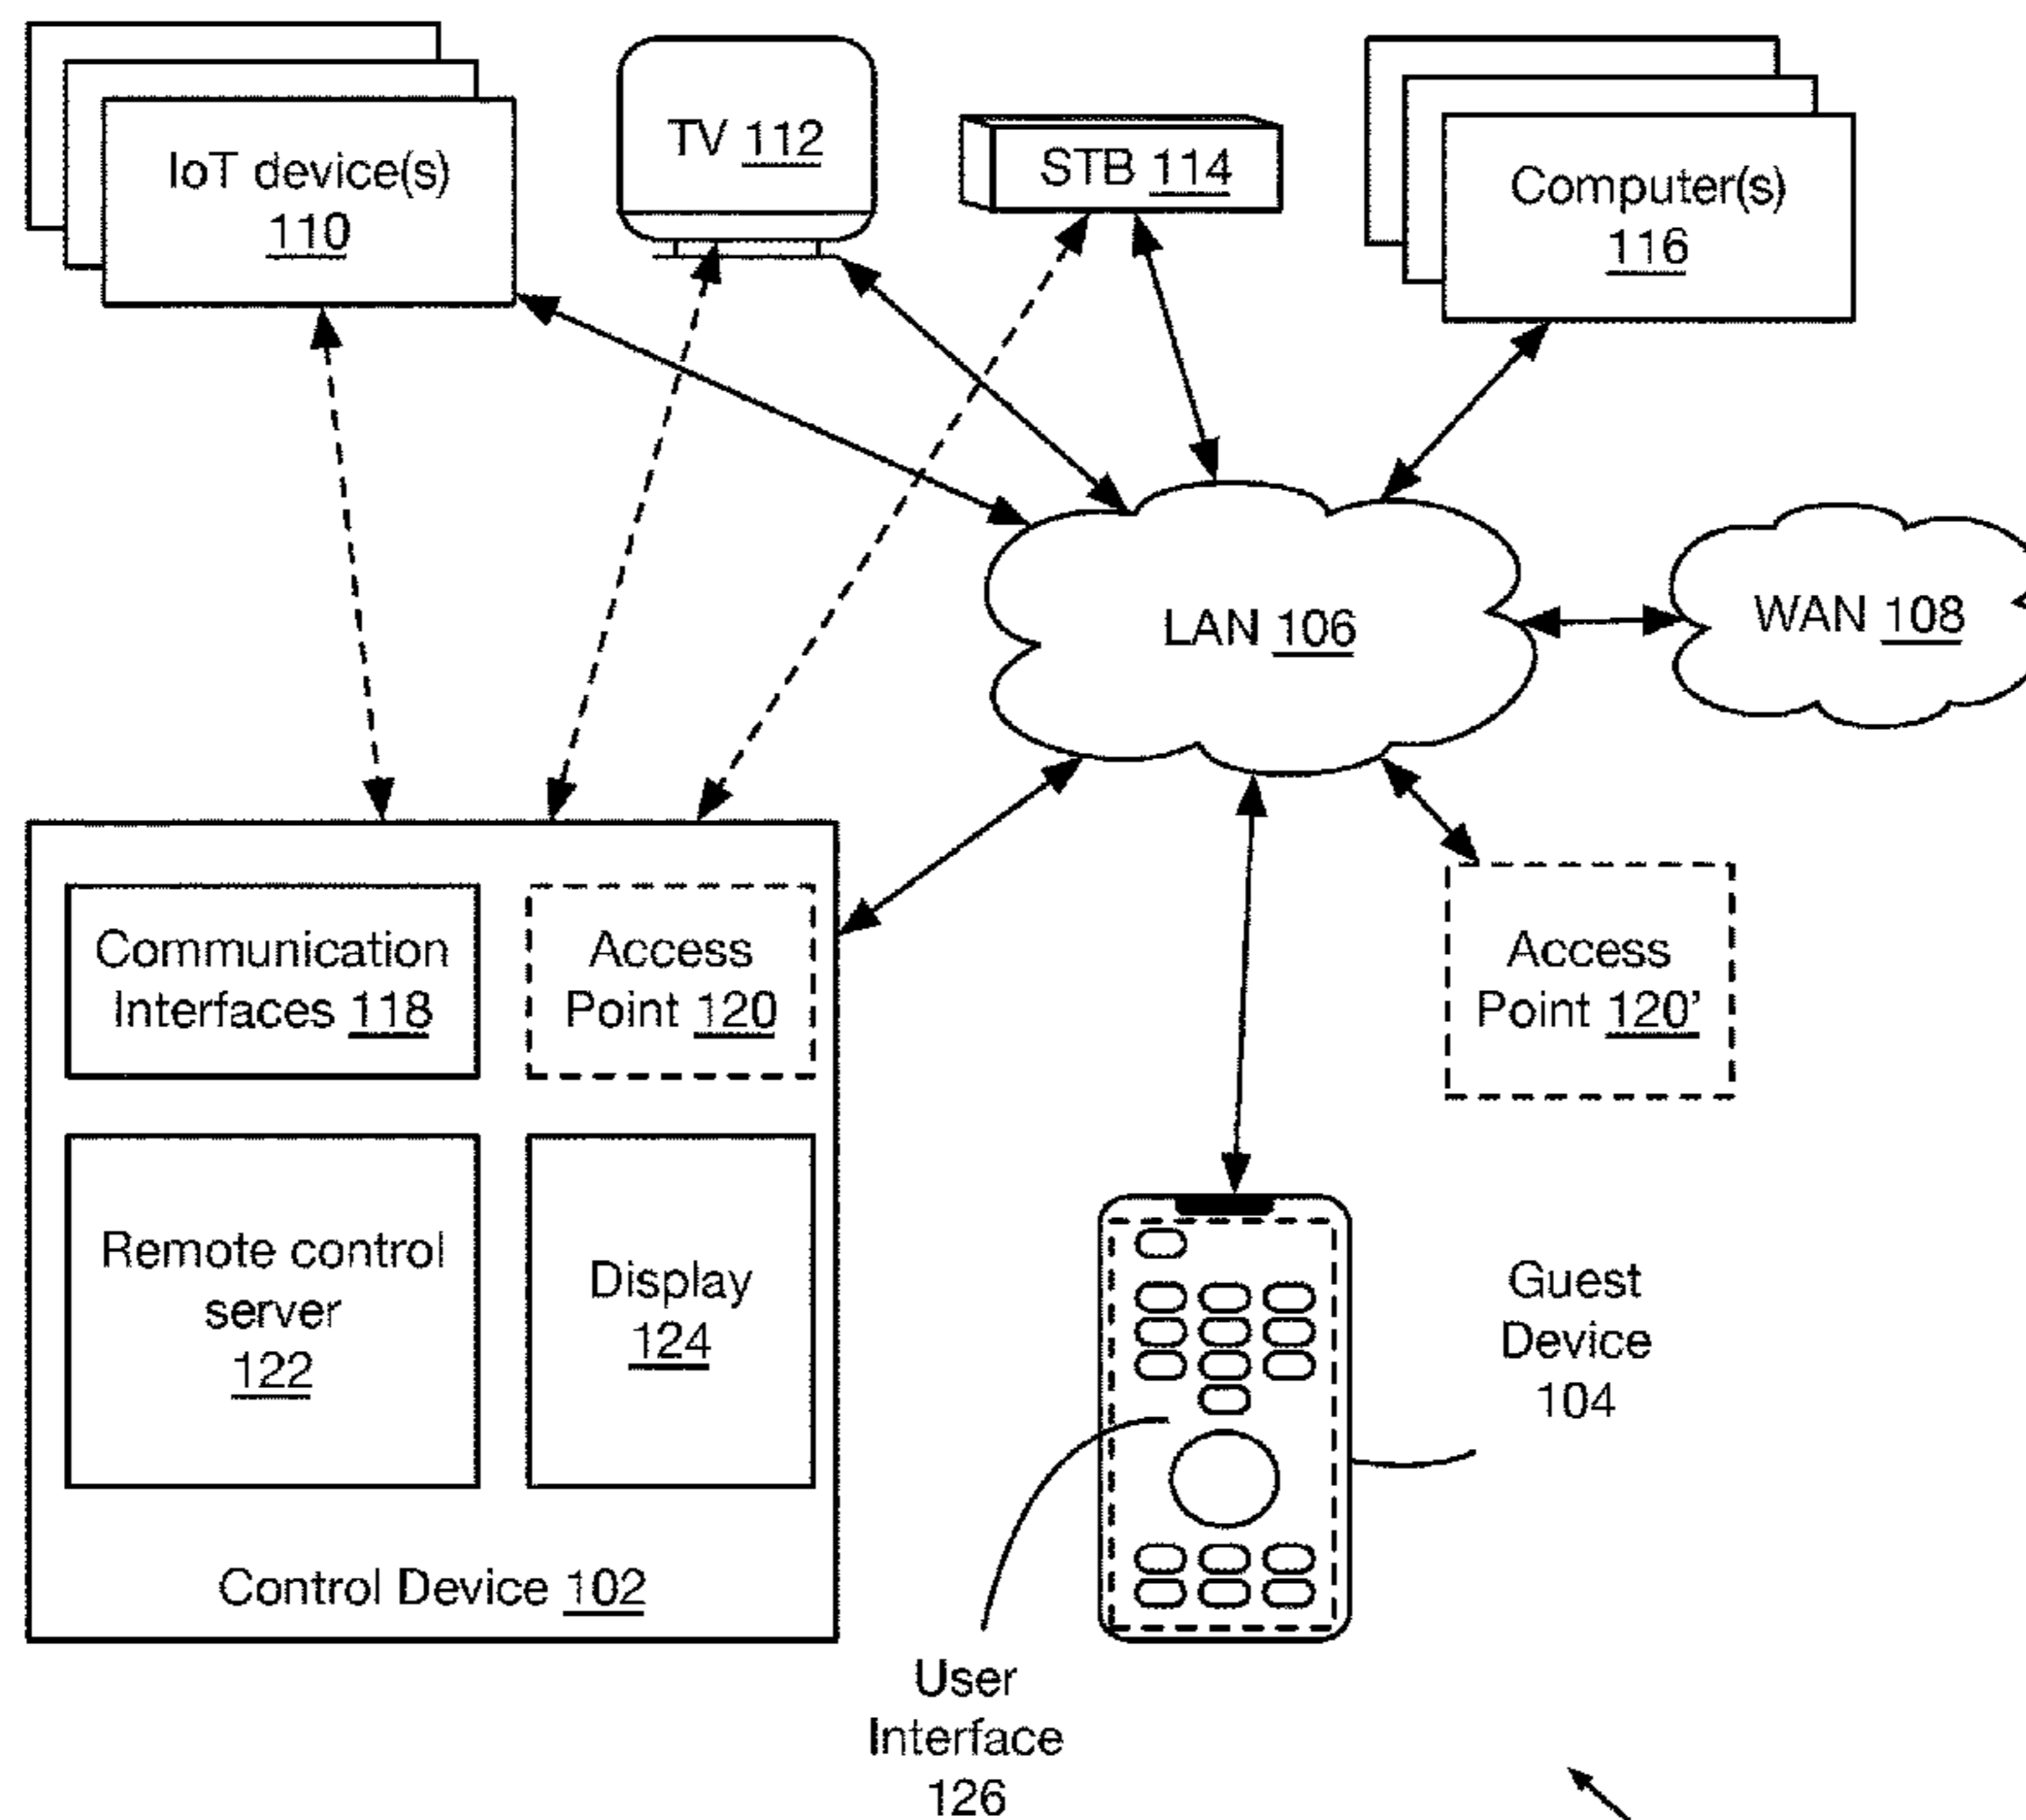 IoT device(s)
110
TV 112
STB 114
Computer(s)
116
LAN 106
WAN 108
Communication
Interfaces 118
Access
Point 120
Access
Point 120'
Remote control
server
122
Display
124
Guest
Device
104
Control Device 102
User
Interface
126